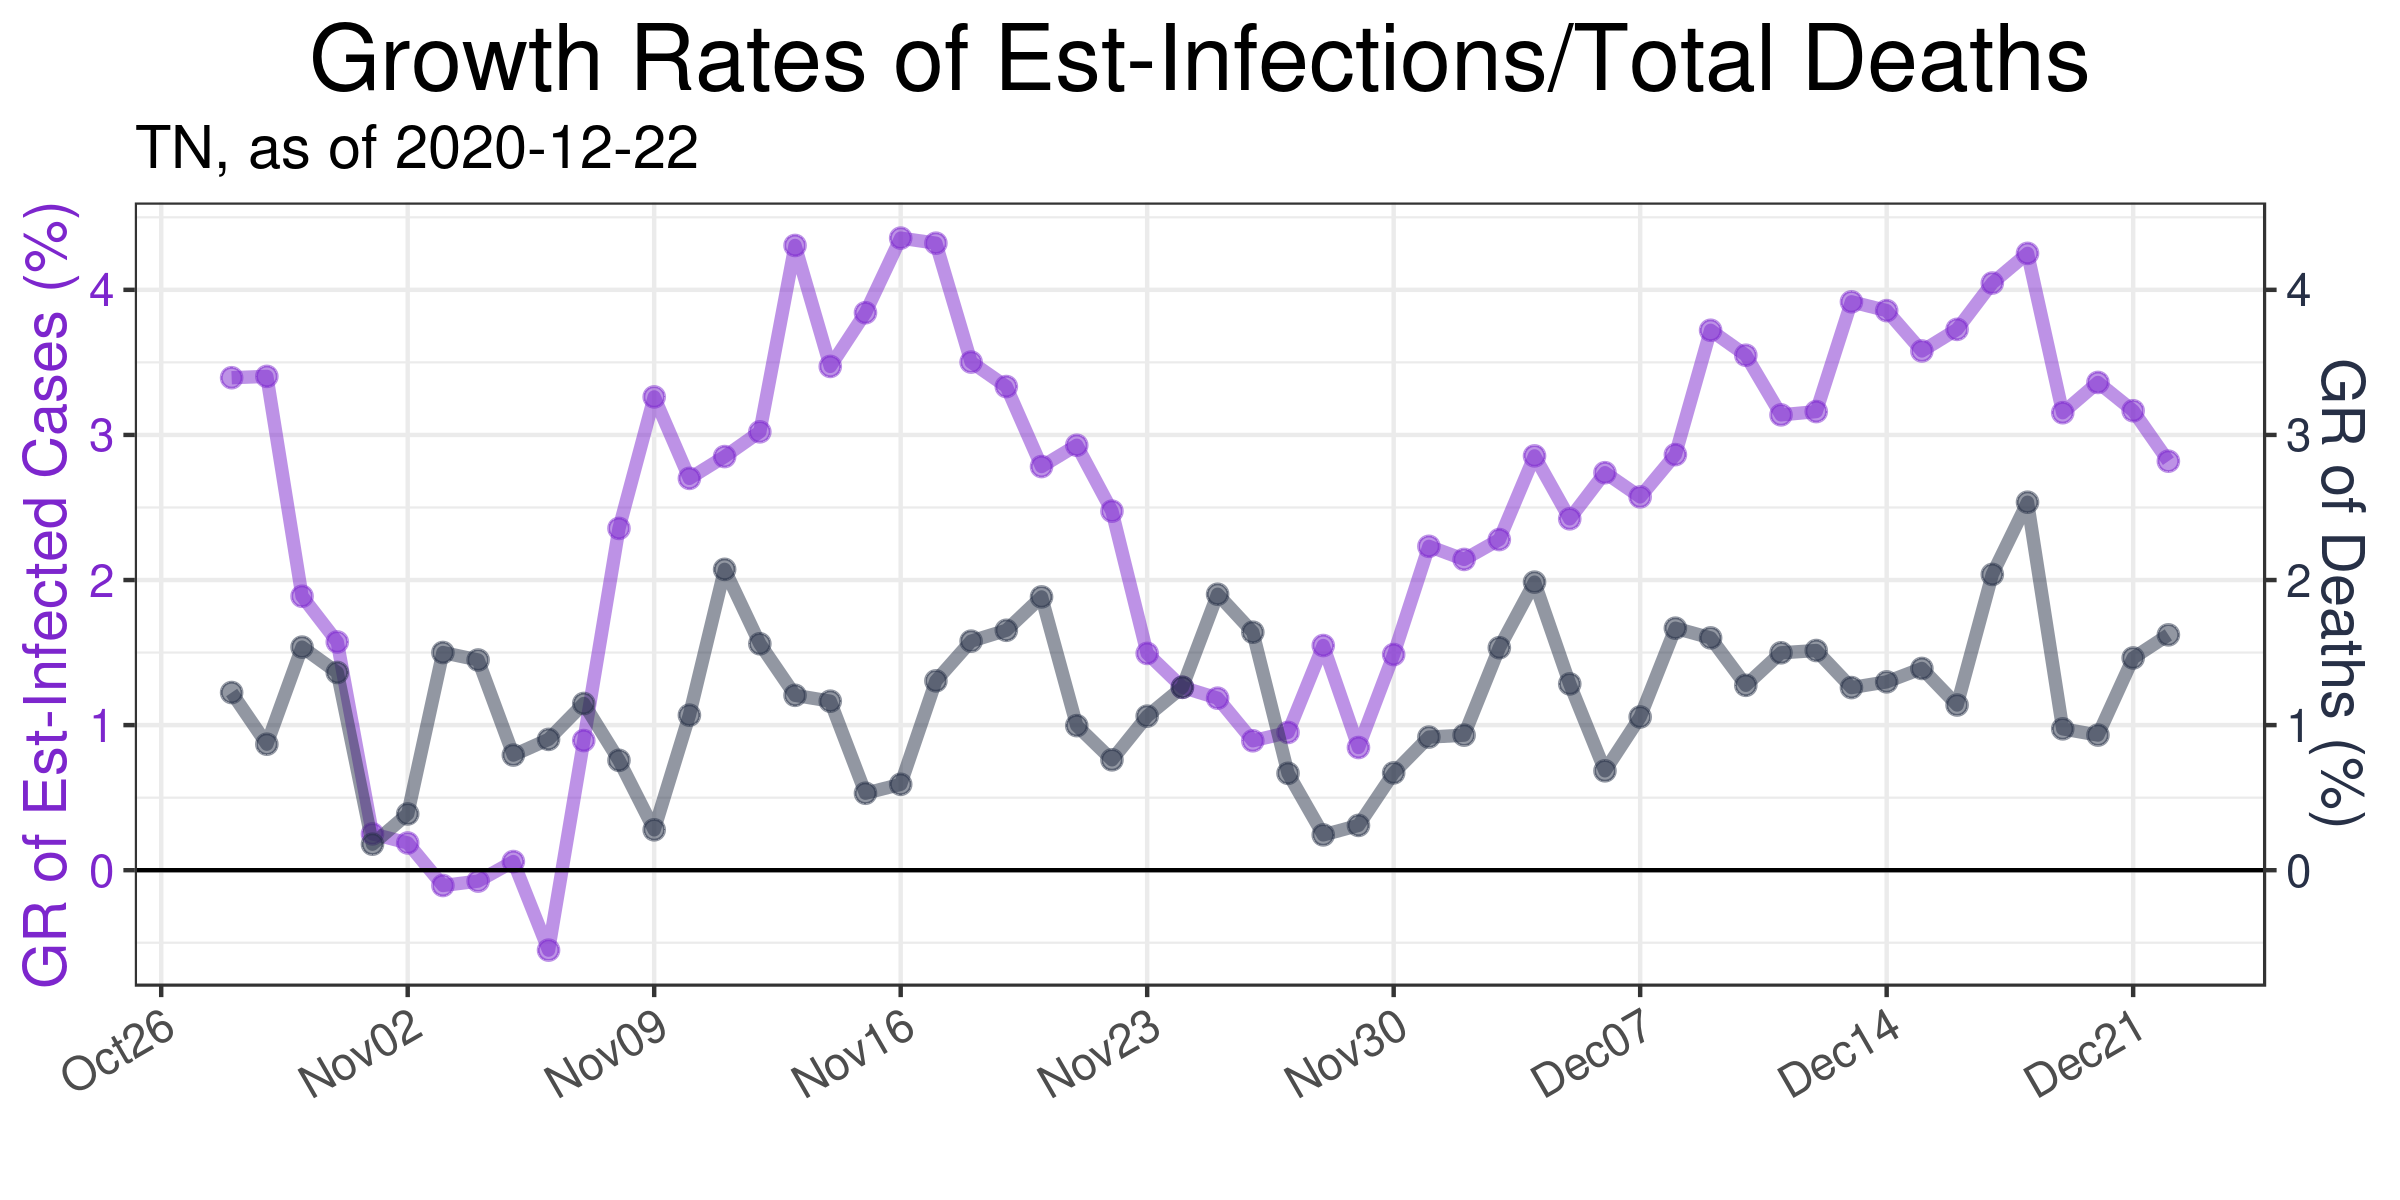 Growth Rates of Est-Infections/Total Deaths
TN, as of 2020-12-22
GR of Est-Infected Cases (%)
4
3
2
1
0
4
3
2
1
0
GR of Deaths (%)
Oct26
Nov02
Nov09
Nov16
Nov23
Nov30
Dec07
Dec14
Dec21